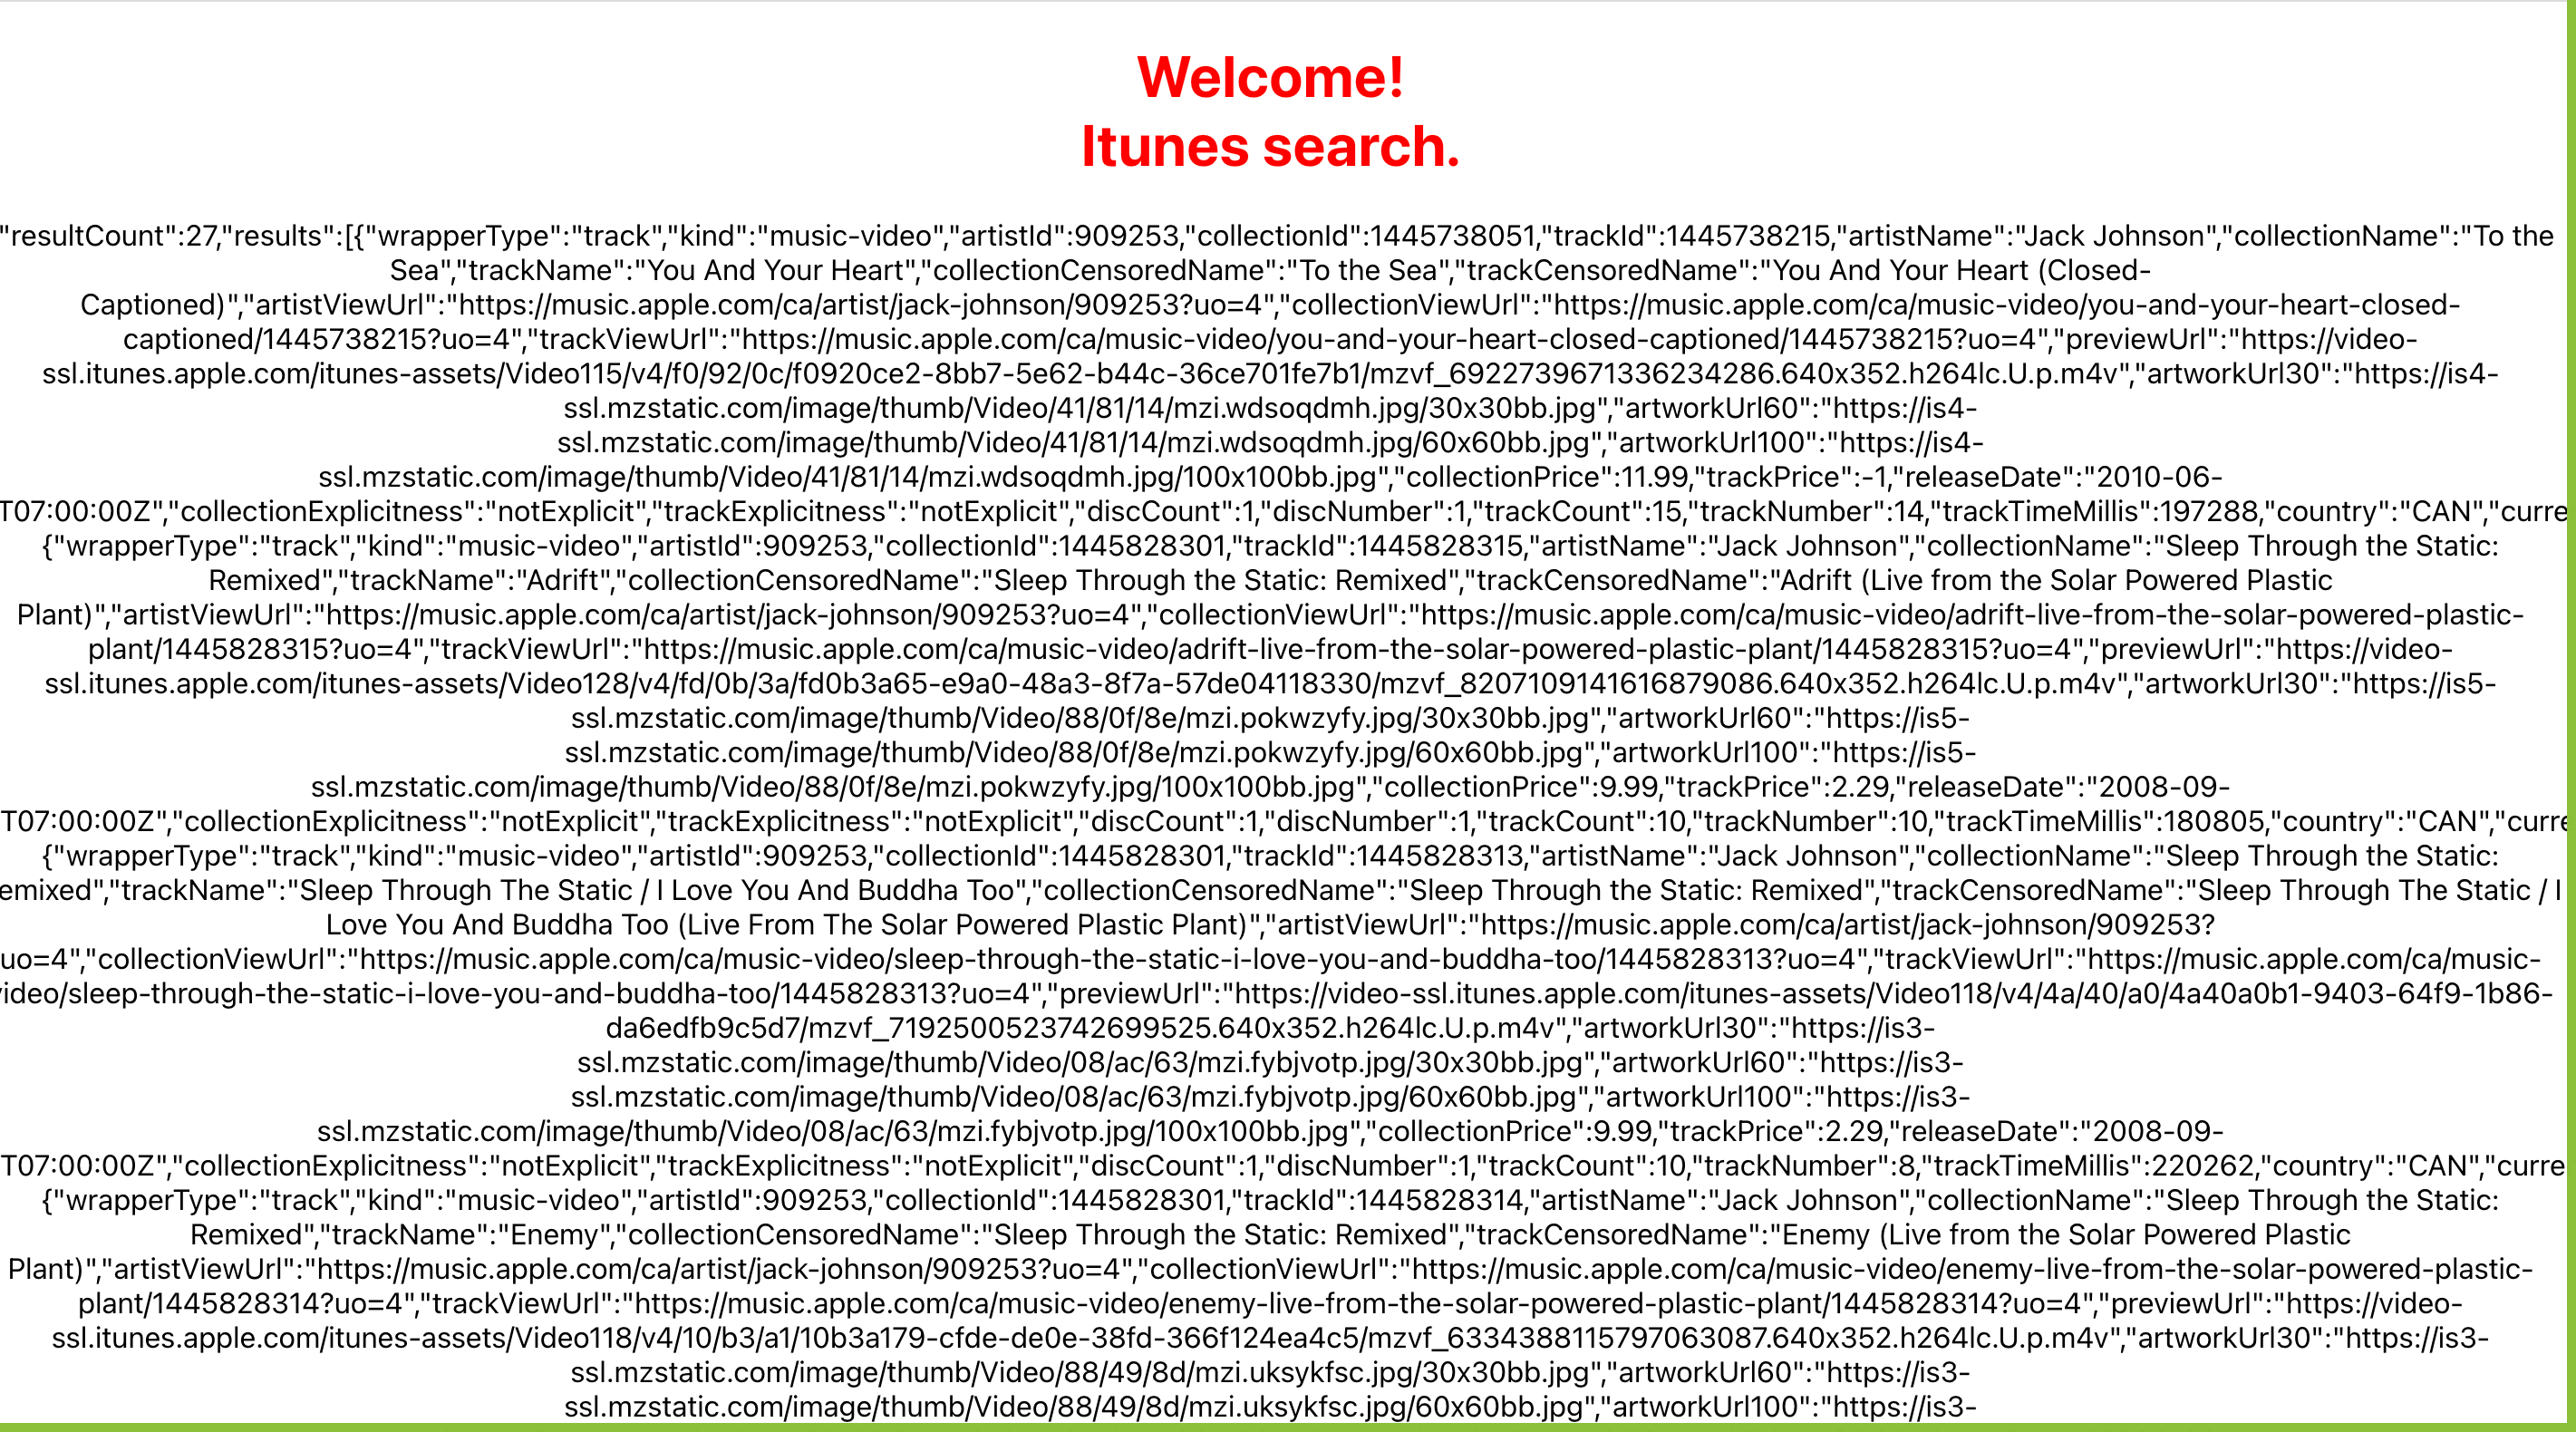 Welcome!
Itunes search.
"resultCount":27,"results":[{"wrapperType":"track","kind":"music-video","artistId":909253,"collectionId":1445738051,"trackId":1445738215,"artistName":"Jack Johnson","collectionName":"To the
Sea","trackName":"You And Your Heart","collectionCensoredName":"To the Sea","trackCensoredName":"You And Your Heart (Closed-
Captioned)","artistViewUrl":"https://music.apple.com/ca/artist/jack-johnson/909253?uo=4","collectionViewUrl":"https://music.apple.com/ca/music-video/you-and-your-heart-closed-
captioned/1445738215?uo=4","trackViewUrl":"https://music.apple.com/ca/music-video/you-and-your-heart-closed-captioned/1445738215?uo=4","previewUrl":"https://video-
ssl.itunes.apple.com/itunes-assets/Video115/v4/f0/92/0c/f0920ce2-8bb7-5e62-b44c-36ce701fe7b1/mzvf_6922739671336234286.640x352.h264lc.U.p.m4v","artworkUrl30":"https://is4-
ssl.mzstatic.com/image/thumb/Video/41/81/14/mzi.wdsoqdmh.jpg/30x30bb.jpg","artworkUrl60":"https://is4-
ssl.mzstatic.com/image/thumb/Video/41/81/14/mzi.wdsoqdmh.jpg/60x60bb.jpg","artworkUrl100":"https://is4-
ssl.mzstatic.com/image/thumb/Video/41/81/14/mzi.wdsoqdmh.jpg/100x100bb.jpg","collectionPrice":11.99,"trackPrice":-1,"releaseDate":"2010-06-
T07:00:00Z","collectionExplicitness":"notExplicit","trackExplicitness":"notExplicit","discCount":1,"discNumber":1,"trackCount":15,"trackNumber":14,"trackTimeMillis":197288,"country":"CAN","curre
{"wrapperType":"track","kind":"music-video","artistId":909253,"collectionId":1445828301,"trackId":1445828315,"artistName":"Jack Johnson","collectionName":"Sleep Through the Static:
Remixed","trackName":"Adrift","collectionCensoredName":"Sleep Through the Static: Remixed","trackCensoredName":"Adrift (Live from the Solar Powered Plastic
Plant)","artistViewUrl":"https://music.apple.com/ca/artist/jack-johnson/909253?uo=4","collectionViewUrl":"https://music.apple.com/ca/music-video/adrift-live-from-the-solar-powered-plastic-
plant/1445828315?uo=4","trackViewUrl":"https://music.apple.com/ca/music-video/adrift-live-from-the-solar-powered-plastic-plant/1445828315?uo=4","previewUrl":"https://video-
ssl.itunes.apple.com/itunes-assets/Video128/v4/fd/0b/3a/fd0b3a65-e9a0-48a3-8f7a-57de04118330/mzvf_8207109141616879086.640x352.h264lc.U.p.m4v","artworkUrl30":"https://is5-
ssl.mzstatic.com/image/thumb/Video/88/0f/8e/mzi.pokwzyfy.jpg/30x30bb.jpg","artworkUrl60":"https://is5-
ssl.mzstatic.com/image/thumb/Video/88/0f/8e/mzi.pokwzyfy.jpg/60x60bb.jpg","artworkUrl100":"https://is5-
ssl.mzstatic.com/image/thumb/Video/88/0f/8e/mzi.pokwzyfy.jpg/100x100bb.jpg","collectionPrice":9.99,"trackPrice":2.29,"releaseDate":"2008-09-
T07:00:00Z","collectionExplicitness":"notExplicit","trackExplicitness":"notExplicit","discCount":1,"discNumber":1,"trackCount":10,"trackNumber":10,"trackTimeMillis":180805,"country":"CAN","curre
{"wrapperType":"track","kind":"music-video","artistId":909253,"collectionId":1445828301,"trackId":1445828313,"artistName":"Jack Johnson","collectionName":"Sleep Through the Static:
emixed","trackName":"Sleep Through The Static / I Love You And Buddha Too","collectionCensoredName":"Sleep Through the Static: Remixed","trackCensoredName":"Sleep Through The Static / I
Love You And Buddha Too (Live From The Solar Powered Plastic Plant)","artistViewUrl":"https://music.apple.com/ca/artist/jack-johnson/909253?
uo=4","collectionViewUrl":"https://music.apple.com/ca/music-video/sleep-through-the-static-i-love-you-and-buddha-too/1445828313?uo=4","trackViewUrl":"https://music.apple.com/ca/music-
video/sleep-through-the-static-i-love-you-and-buddha-too/1445828313?uo=4","previewUrl":"https://video-ssl.itunes.apple.com/itunes-assets/Video118/v4/4a/40/a0/4a40a0b1-9403-64f9-1b86-
da6edfb9c5d7/mzvf_7192500523742699525.640x352.h264lc.U.p.m4v","artworkUrl30":"https://is3-
ssl.mzstatic.com/image/thumb/Video/08/ac/63/mzi.fybjvotp.jpg/30x30bb.jpg","artworkUrl60":"https://is3-
ssl.mzstatic.com/image/thumb/Video/08/ac/63/mzi.fybjvotp.jpg/60x60bb.jpg","artworkUrl100":"https://is3-
ssl.mzstatic.com/image/thumb/Video/08/ac/63/mzi.fybjvotp.jpg/100x100bb.jpg","collectionPrice":9.99,"trackPrice":2.29,"releaseDate":"2008-09-
T07:00:00Z","collectionExplicitness":"notExplicit","trackExplicitness":"notExplicit","discCount":1,"discNumber":1,"trackCount":10,"trackNumber":8,"trackTimeMillis":220262,"country":"CAN","curre
{"wrapperType":"track","kind":"music-video","artistId":909253,"collectionId":1445828301,"trackId":1445828314,"artistName":"Jack Johnson","collectionName":"Sleep Through the Static:
Remixed","trackName":"Enemy","collectionCensoredName":"Sleep Through the Static: Remixed","trackCensoredName":"Enemy (Live from the Solar Powered Plastic
Plant)","artistViewUrl":"https://music.apple.com/ca/artist/jack-johnson/909253?uo=4","collectionViewUrl":"https://music.apple.com/ca/music-video/enemy-live-from-the-solar-powered-plastic-
plant/1445828314?uo=4","trackViewUrl":"https://music.apple.com/ca/music-video/enemy-live-from-the-solar-powered-plastic-plant/1445828314?uo=4","previewUrl":"https://video-
ssl.itunes.apple.com/itunes-assets/Video118/v4/10/b3/a1/10b3a179-cfde-de0e-38fd-366f124ea4c5/mzvf_6334388115797063087.640x352.h264lc.U.p.m4v","artworkUrl30":"https://is3-
ssl.mzstatic.com/image/thumb/Video/88/49/8d/mzi.uksykfsc.jpg/30x30bb.jpg","artworkUrl60":"https://is3-
ssl.mzstatic.com/image/thumb/Video/88/49/8d/mzi.uksykfsc.jpg/60x60bb.jpg","artworkUrl100":"https://is3-